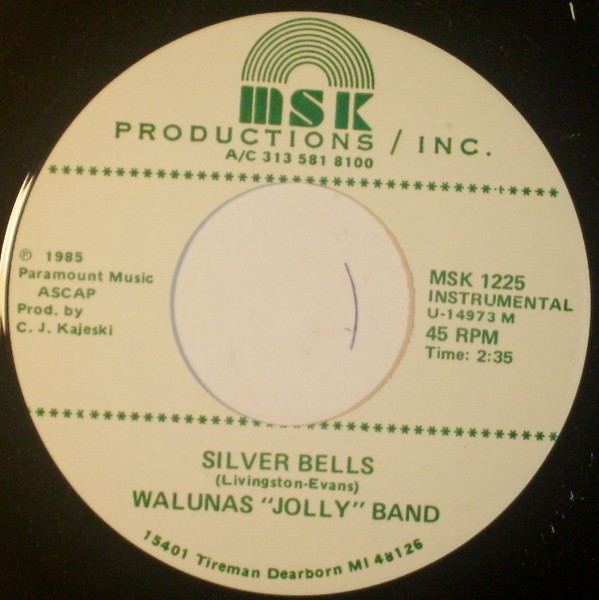 MSK
PRODUCTIONS / INC.
A/C 313 581 8100
****************************************
℗ 1985
Paramount Music
ASCAP
Prod. by
C. J. Kajeski
MSK 1225
INSTRUMENTAL
U-14973 M
45 RPM
Time: 2:35
****************************************
SILVER BELLS
(Livingston-Evans)
WALUNAS "JOLLY" BAND
15401 Tireman Dearborn MI 48126